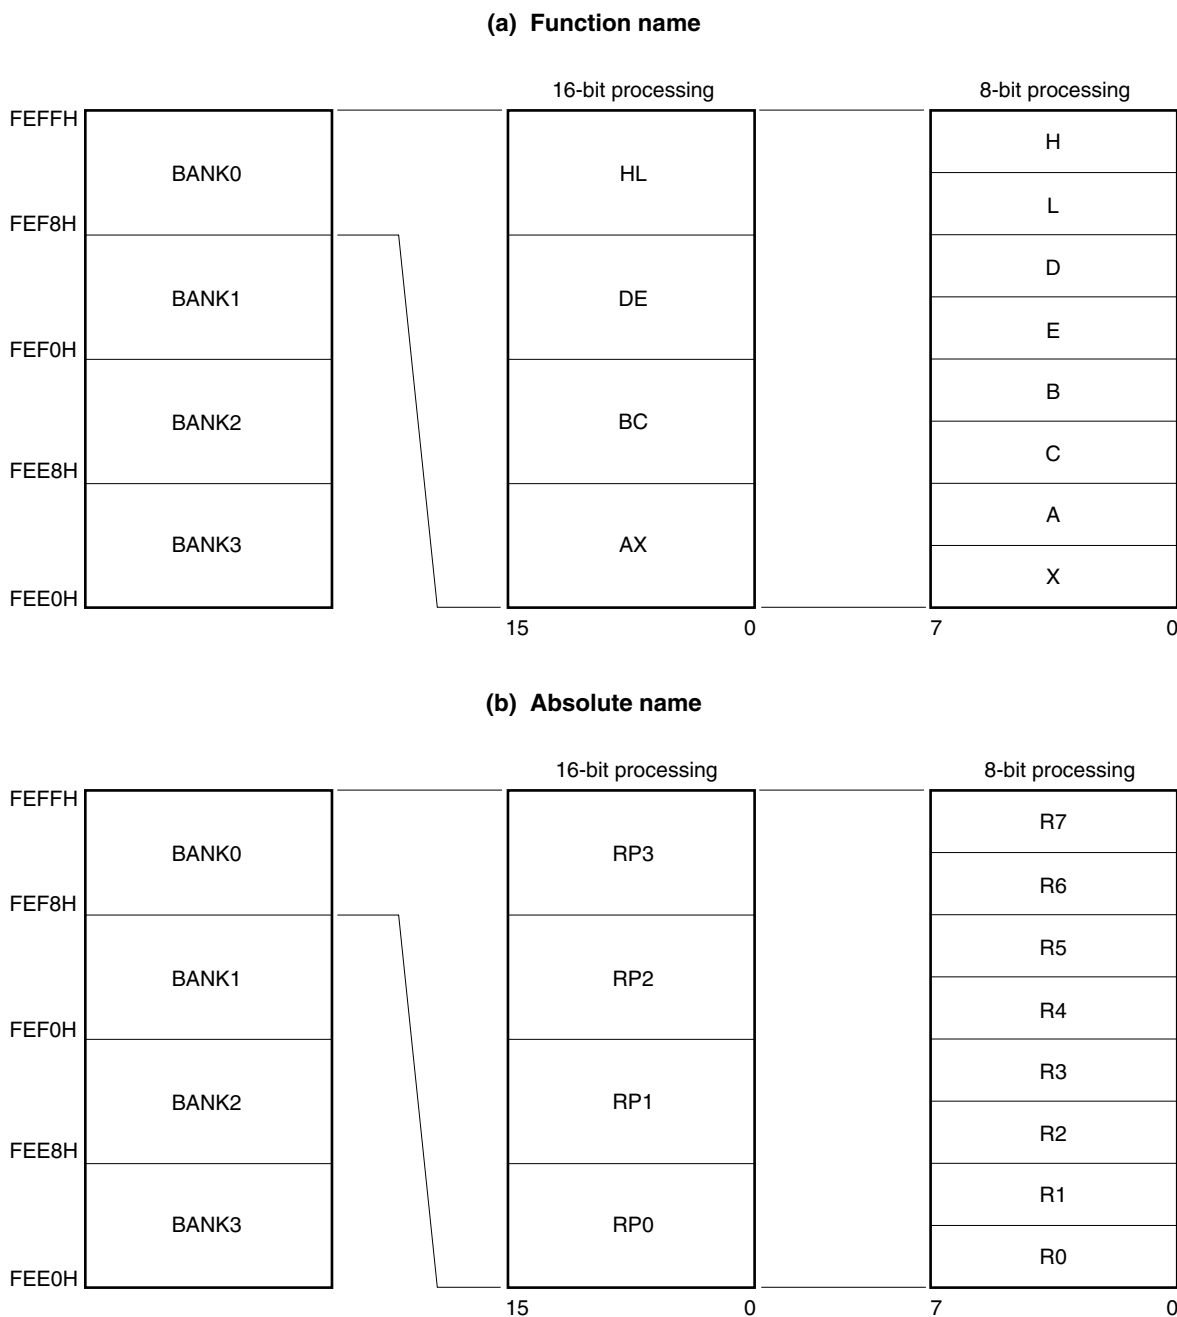 (a) Function name
16-bit processing 8-bit processing
FEFFH
H
BANK0 HL
L
FEF8H
D
BANK1 DE
E
FEF0H
B
BANK2 BC
C
FEE8H
A
BANK3 AX
X
FEE0H
15 0 7 0
(b) Absolute name
16-bit processing 8-bit processing
FEFFH
R7
BANK0 RP3
R6
FEF8H
R5
BANK1 RP2
R4
FEF0H
R3
BANK2 RP1
R2
FEE8H
R1
BANK3 RP0
R0
FEE0H
15 0 7 0